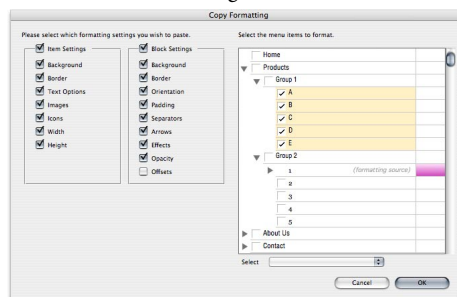 Copy Formatting
Please select which formatting settings you wish to paste.
Item Settings
Background
Border
Text Options
Images
Icons
Width
Height
Block Settings
Background
Border
Orientation
Padding
Separators
Arrows
Effects
Opacity
Offsets
Select the menu items to format.
Home
Products
Group 1
A
B
C
D
E
Group 2
1 (formatting source)
2
3
4
5
About Us
Contact
Select
Cancel OK